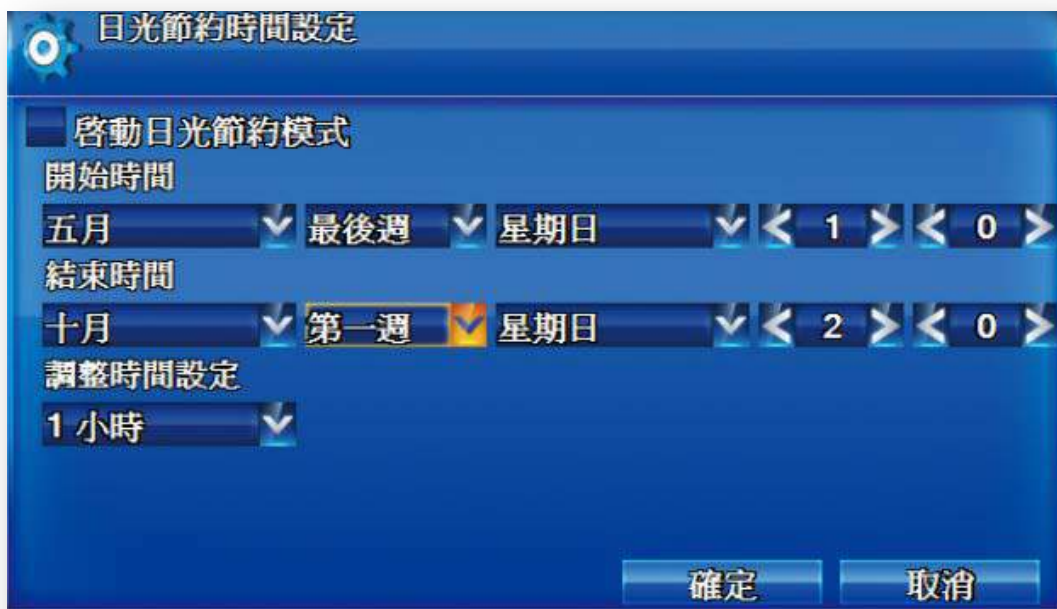 日光節約時間設定
啓動日光節約模式
開始時間
五月 最後週 星期日 1 0
結束時間
十月 第一週 星期日 2 0
調整時間設定
1 小時
確定 取消